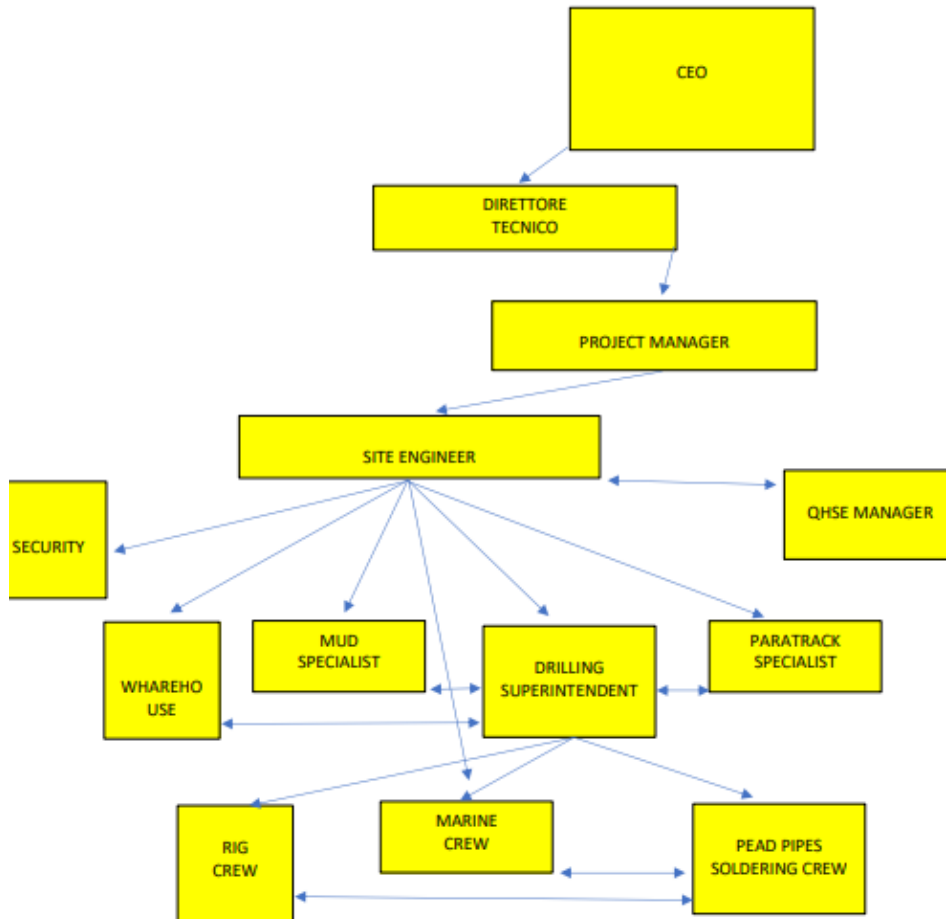 CEO
DIRETTORE
TECNICO
PROJECT MANAGER
SITE ENGINEER
SECURITY
QHSE MANAGER
WHAREHO
USE
MUD
SPECIALIST
DRILLING
SUPERINTENDENT
PARATRACK
SPECIALIST
RIG
CREW
MARINE
CREW
PEAD PIPES
SOLDERING CREW